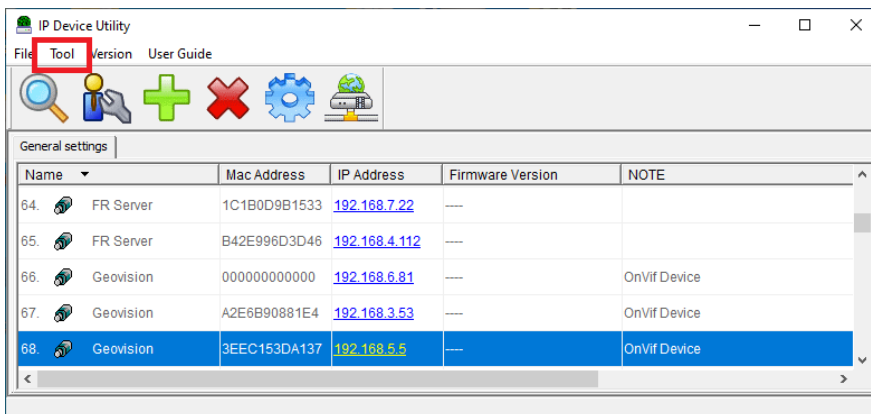 IP Device Utility
File Tool Version User Guide
General settings
Name Mac Address IP Address Firmware Version NOTE
64. FR Server 1C1B0D9B1533 192.168.7.22 ----
65. FR Server B42E996D3D46 192.168.4.112 ----
66. Geovision 000000000000 192.168.6.81 ---- OnVif Device
67. Geovision A2E6B90881E4 192.168.3.53 ---- OnVif Device
68. Geovision 3EEC153DA137 192.168.5.5 ---- OnVif Device